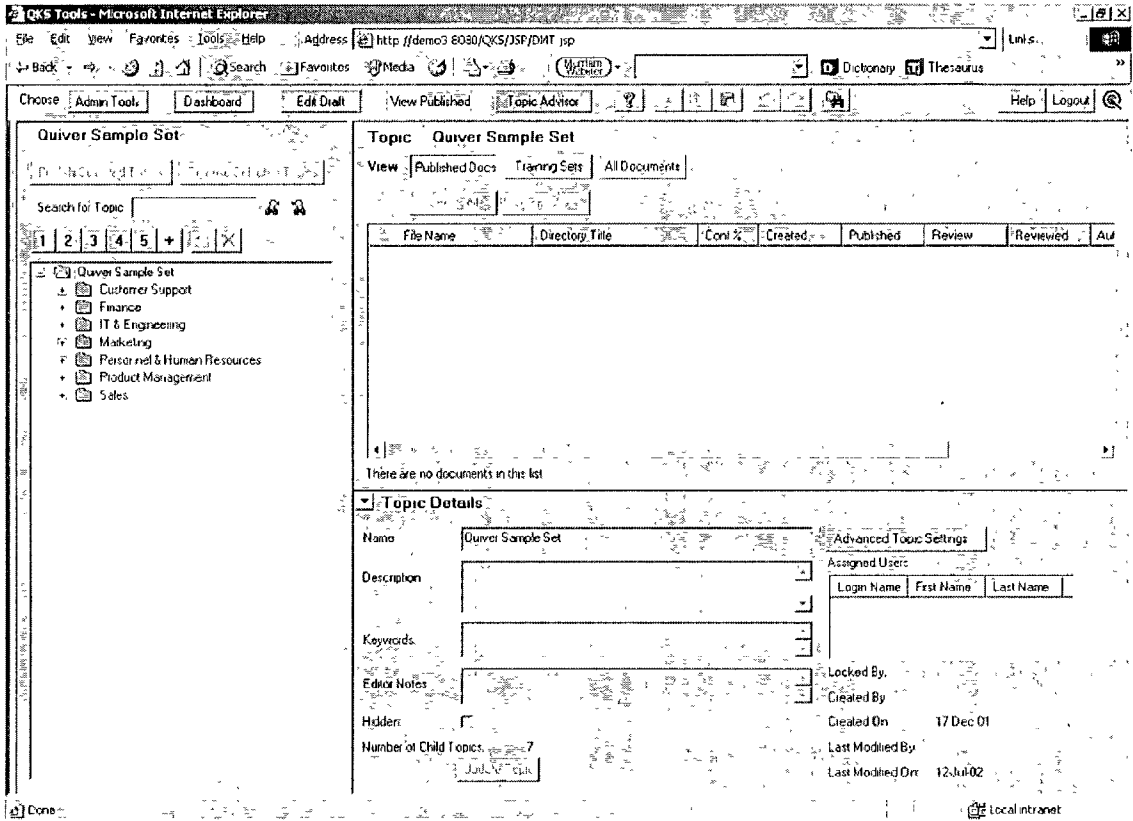 QKS Tools - Microsoft Internet Explorer
File Edit View Favorites Tools Help Address http //demo3 8080/QKS/JSP/DMT jsp Links
Back Search Favorites Media Merriam Webster Dictionary Thesaurus »
Choose Admin Tools Dashboard Edit Draft View Published Topic Advisor Help Logout
Quiver Sample Set
Search for Topic
1 2 3 4 5 +
Quiver Sample Set
Customer Support
Finance
IT & Engineering
Marketing
Personnel & Human Resources
Product Management
Sales
Topic Quiver Sample Set
View Published Docs Training Sets All Documents
File Name Directory Title Conf % Created Published Review Reviewed Aut
There are no documents in this list
Topic Details
Name Quiver Sample Set Advanced Topic Settings
Assigned Users
Description Login Name First Name Last Name
Keywords
Editor Notes Locked By
Created By
Hidden Created On 17 Dec 01
Number of Child Topics 7 Last Modified By
Last Modified On 12-Jul-02
Done Local intranet